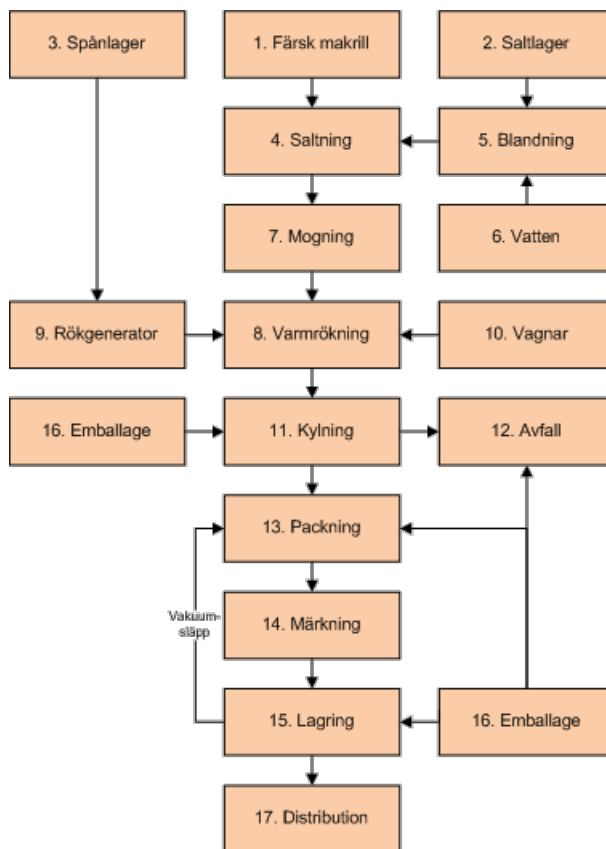 3. Spånlager
1. Färsk makrill
2. Saltlager
4. Saltning
5. Blandning
7. Mogning
6. Vatten
9. Rökgenerator
8. Varmrökning
10. Vagnar
16. Emballage
11. Kylning
12. Avfall
13. Packning
Vakuum-
släpp
14. Märkning
15. Lagring
16. Emballage
17. Distribution